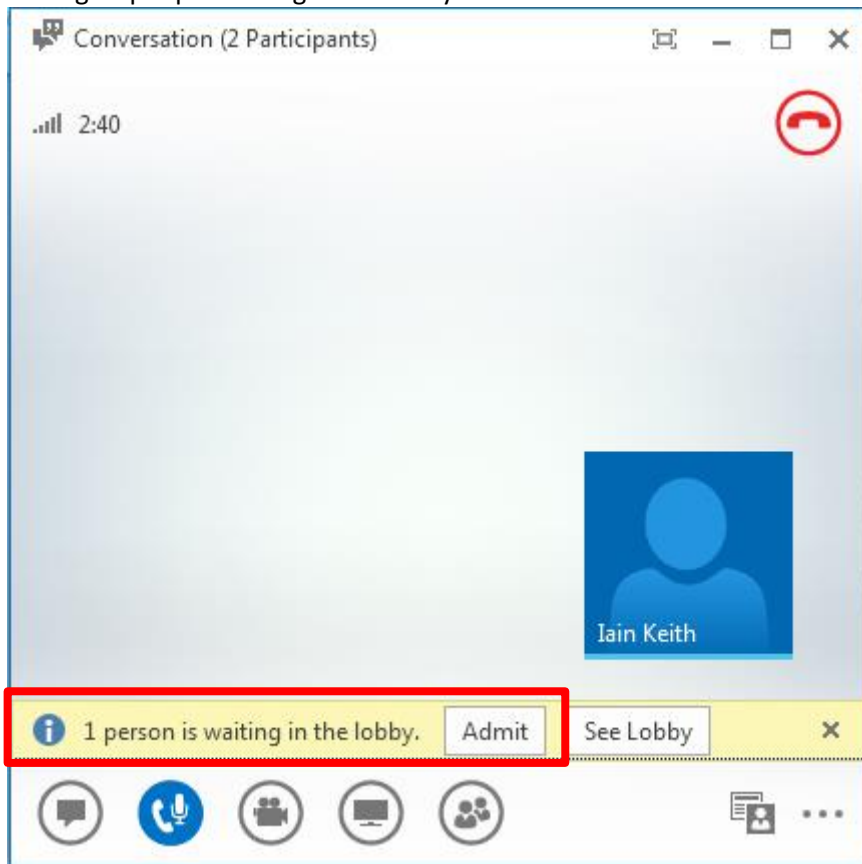 Conversation (2 Participants)
2:40
Iain Keith
1 person is waiting in the lobby. Admit See Lobby